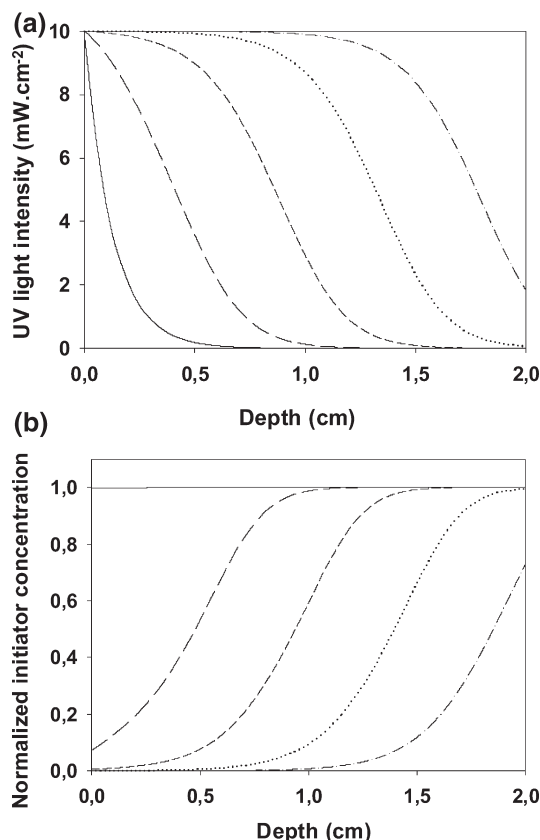 (a)
UV light intensity (mW.cm-2)
10
8
6
4
2
0
0,0 0,5 1,0 1,5 2,0
Depth (cm)
(b)
Normalized initiator concentration
1,0
0,8
0,6
0,4
0,2
0,0
0,0 0,5 1,0 1,5 2,0
Depth (cm)